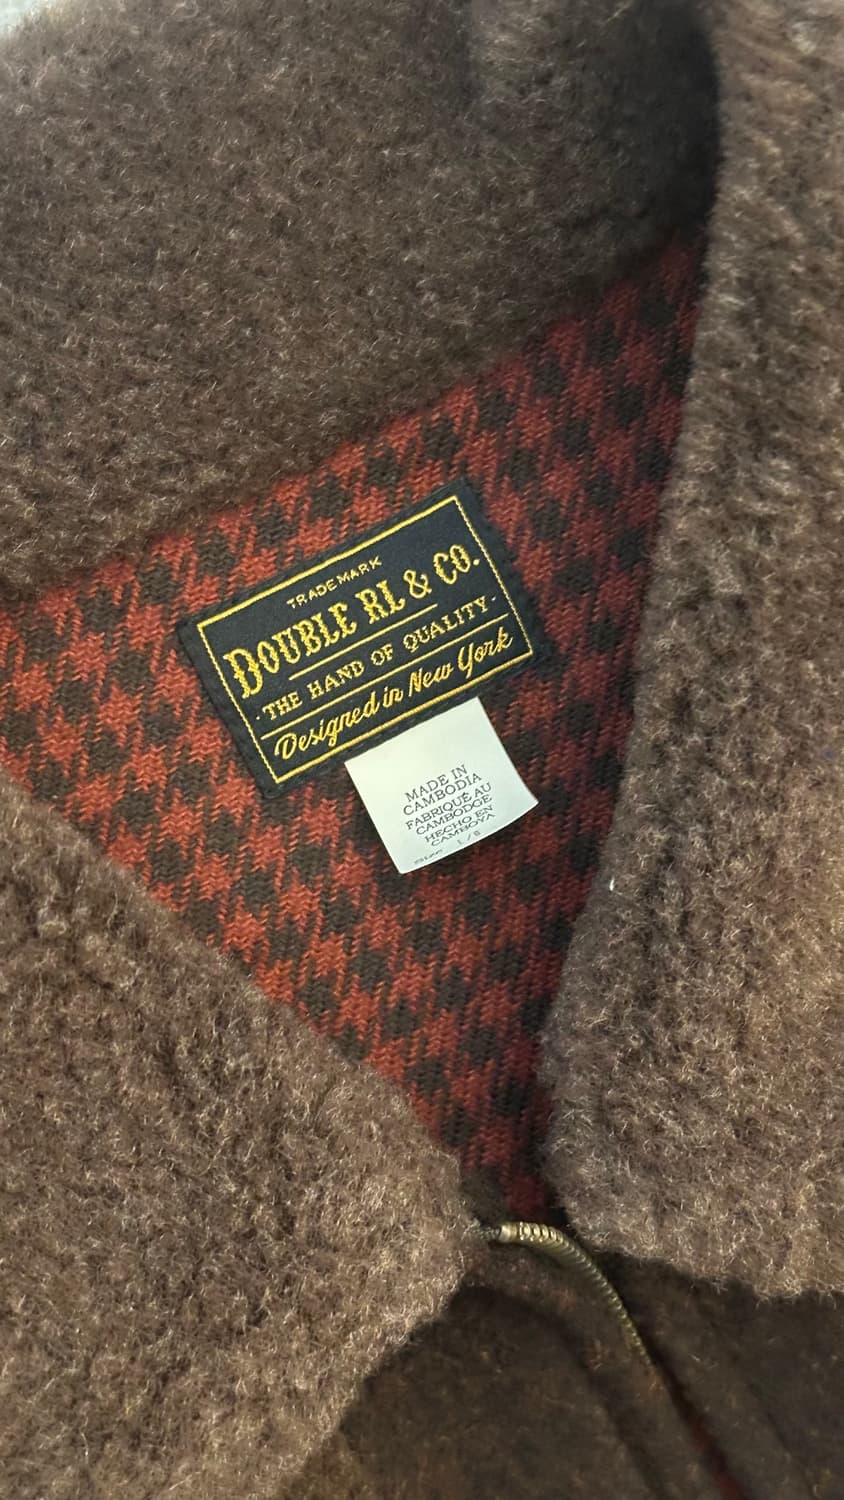 TRADEMARK
DOUBLE RL & CO.
·THE HAND OF QUALITY·
Designed in New York
MADE IN
CAMBODIA
FABRIQUÉ AU
CAMBODGE
HECHO EN
CAMBOYA